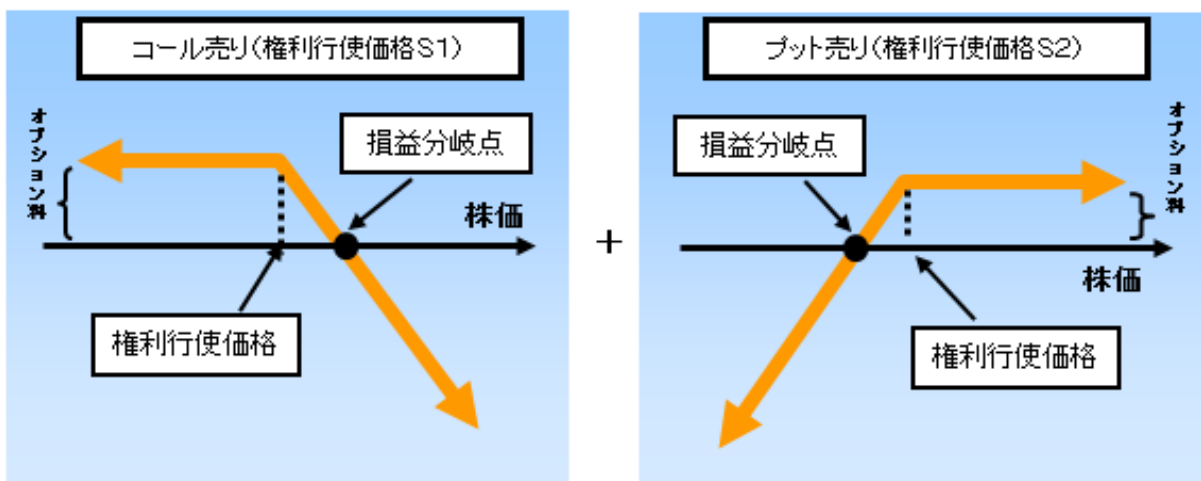 コール売り(権利行使価格S1)
オプション料
損益分岐点
株価
権利行使価格
+
プット売り(権利行使価格S2)
損益分岐点
オプション料
株価
権利行使価格